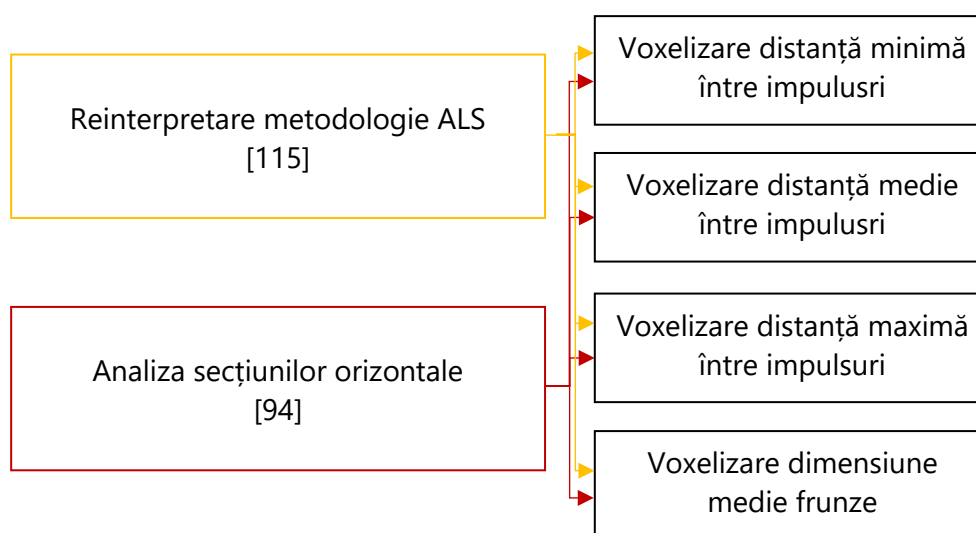 Reinterpretare metodologie ALS
[115]
Analiza secțiunilor orizontale
[94]
Voxelizare distanță minimă
între impulusri
Voxelizare distanță medie
între impulusri
Voxelizare distanță maximă
între impulsuri
Voxelizare dimensiune
medie frunze